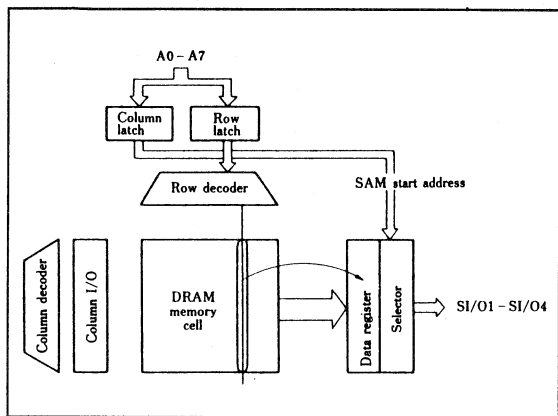 A0 – A7
Column
latch
Row
latch
Row decoder
SAM start address
Column decoder
Column I/O
DRAM
memory
cell
Data register
Selector
SI/O1 – SI/O4